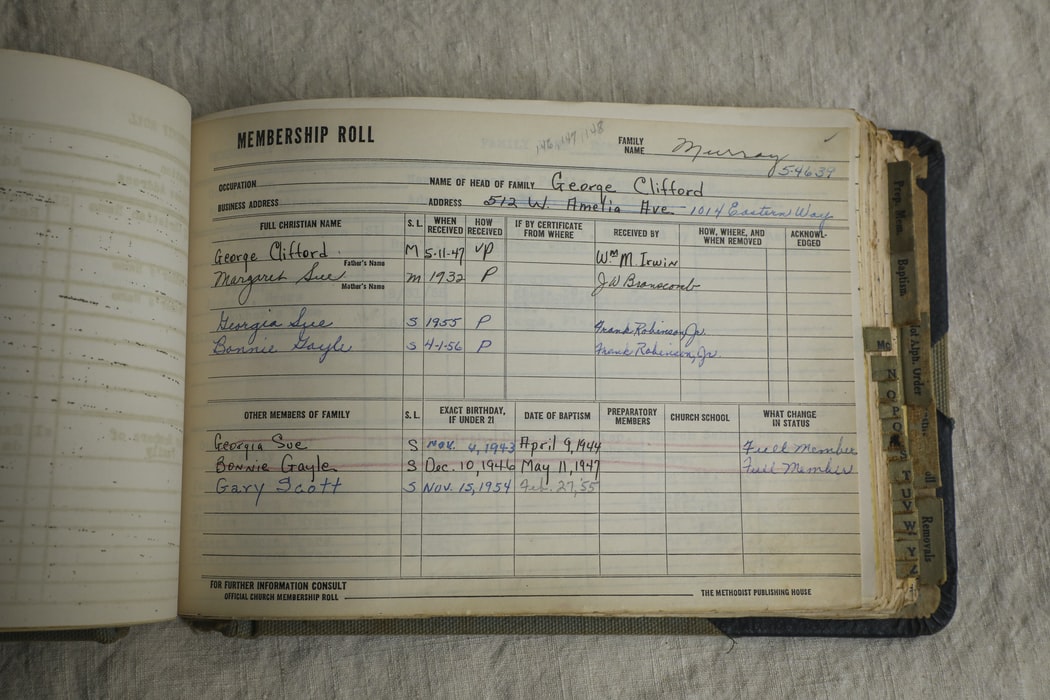 MEMBERSHIP ROLL
'46, '47, '48
FAMILY NAME Murray
5-4639
OCCUPATION NAME OF HEAD OF FAMILY George Clifford
BUSINESS ADDRESS ADDRESS 512 W. Amelia Ave. 1014 Eastern Way
FULL CHRISTIAN NAME S. L. WHEN RECEIVED HOW RECEIVED IF BY CERTIFICATE FROM WHERE RECEIVED BY HOW, WHERE, AND WHEN REMOVED ACKNOWL-EDGED
George Clifford Father's Name M 5-11-47 VP Wm M. Irwin
Margaret Sue Mother's Name m 1932 P J W Branscomb
Georgia Sue S 1955 P Frank Robinson, Jr.
Bonnie Gayle S 4-1-56 P Frank Robinson, Jr.
OTHER MEMBERS OF FAMILY S. L. EXACT BIRTHDAY, IF UNDER 21 DATE OF BAPTISM PREPARATORY MEMBERS CHURCH SCHOOL WHAT CHANGE IN STATUS
Georgia Sue S Nov. 4, 1943 April 9, 1944 Full Member
Bonnie Gayle S Dec. 10, 1946 May 11, 1947 Full Member
Gary Scott S Nov. 15, 1954 Feb. 27, '55
FOR FURTHER INFORMATION CONSULT
OFFICIAL CHURCH MEMBERSHIP ROLL THE METHODIST PUBLISHING HOUSE
Prep. Mem.
Baptism
Alph. Order
Removals
Mc
N
O
P
T
U
V
W
Y